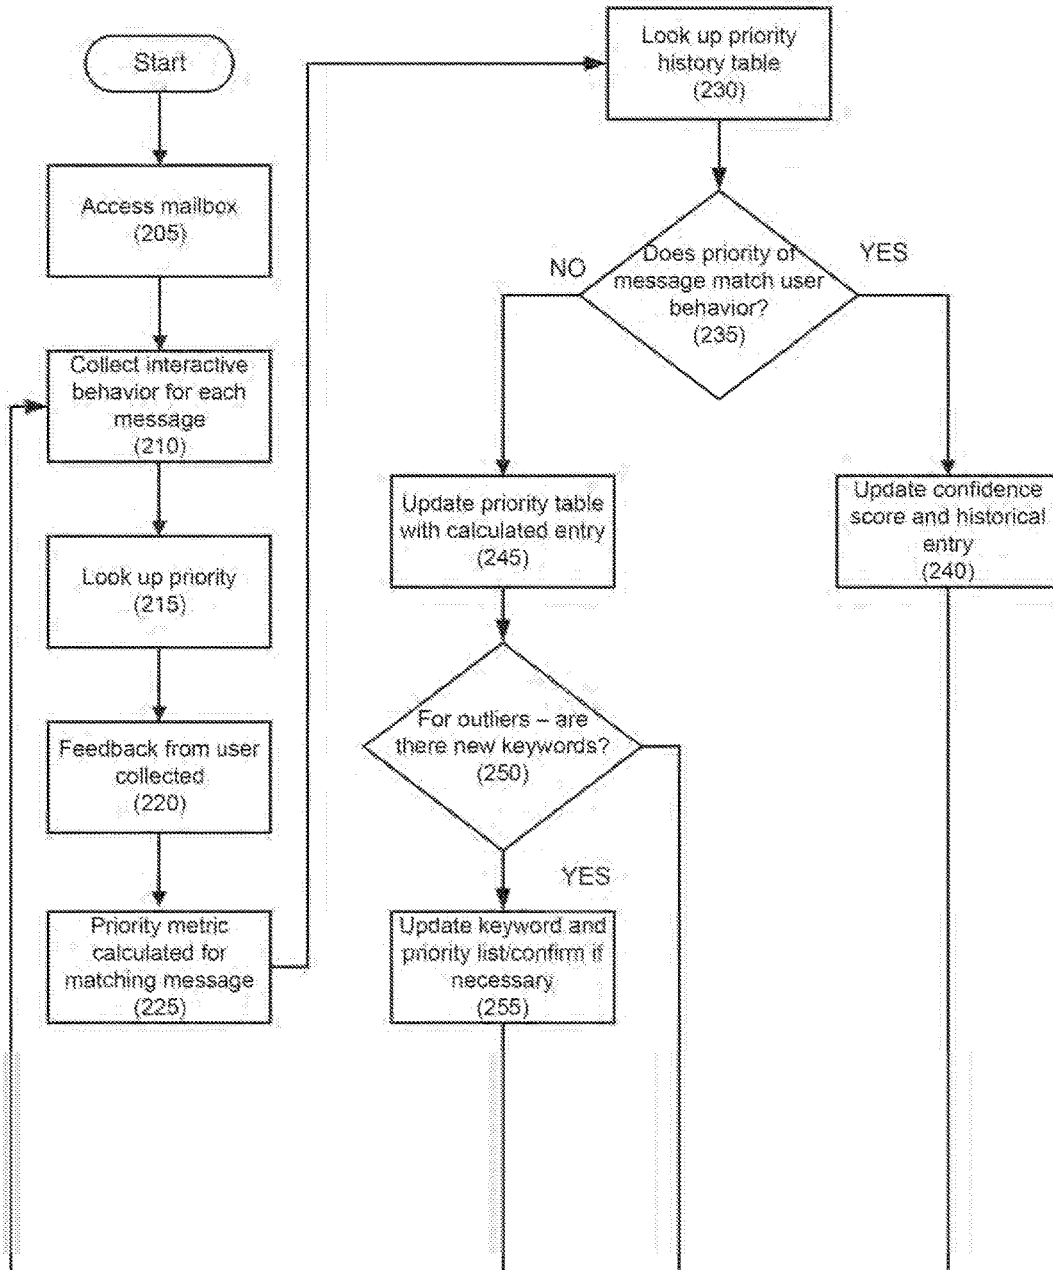 Start
Access mailbox
(205)
Collect interactive
behavior for each
message
(210)
Look up priority
(215)
Feedback from user
collected
(220)
Priority metric
calculated for
matching message
(225)
Look up priority
history table
(230)
Does priority of
message match user
behavior?
(235)
NO
YES
Update priority table
with calculated entry
(245)
Update confidence
score and historical
entry
(240)
For outliers – are
there new keywords?
(250)
YES
Update keyword and
priority list/confirm if
necessary
(255)